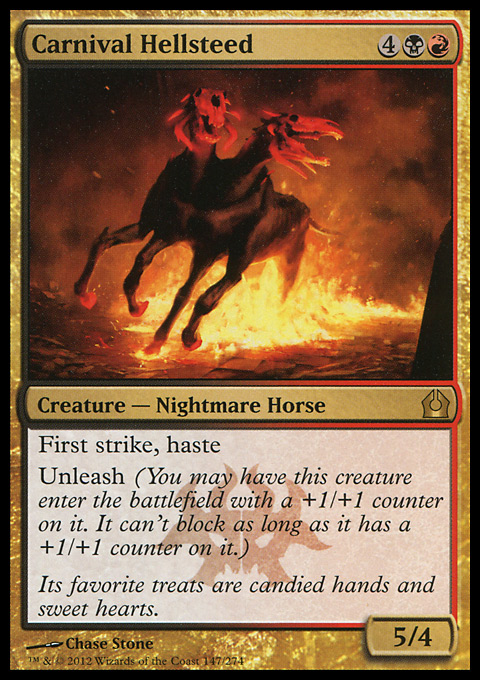 Carnival Hellsteed 4
Creature — Nightmare Horse
First strike, haste
Unleash (You may have this creature
enter the battlefield with a +1/+1 counter
on it. It can't block as long as it has a
+1/+1 counter on it.)
Its favorite treats are candied hands and
sweet hearts.
Chase Stone
™ & © 2012 Wizards of the Coast 147/274
5/4